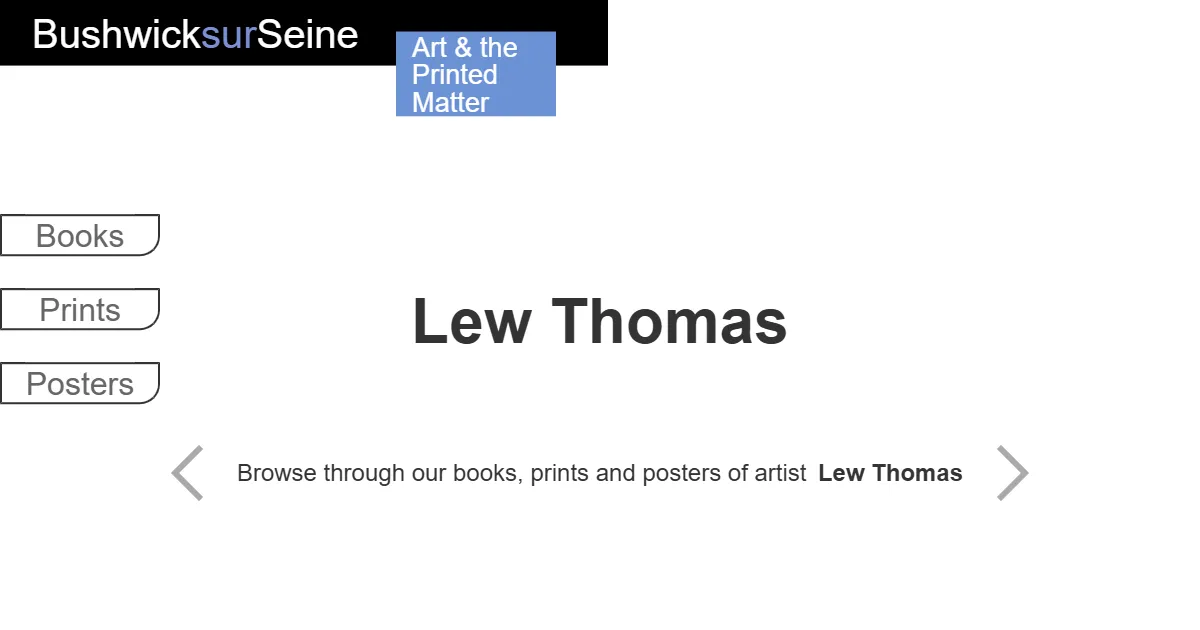 BushwicksurSeine
Art & the
Printed
Matter
Books
Prints
Posters
Lew Thomas
Browse through our books, prints and posters of artist Lew Thomas